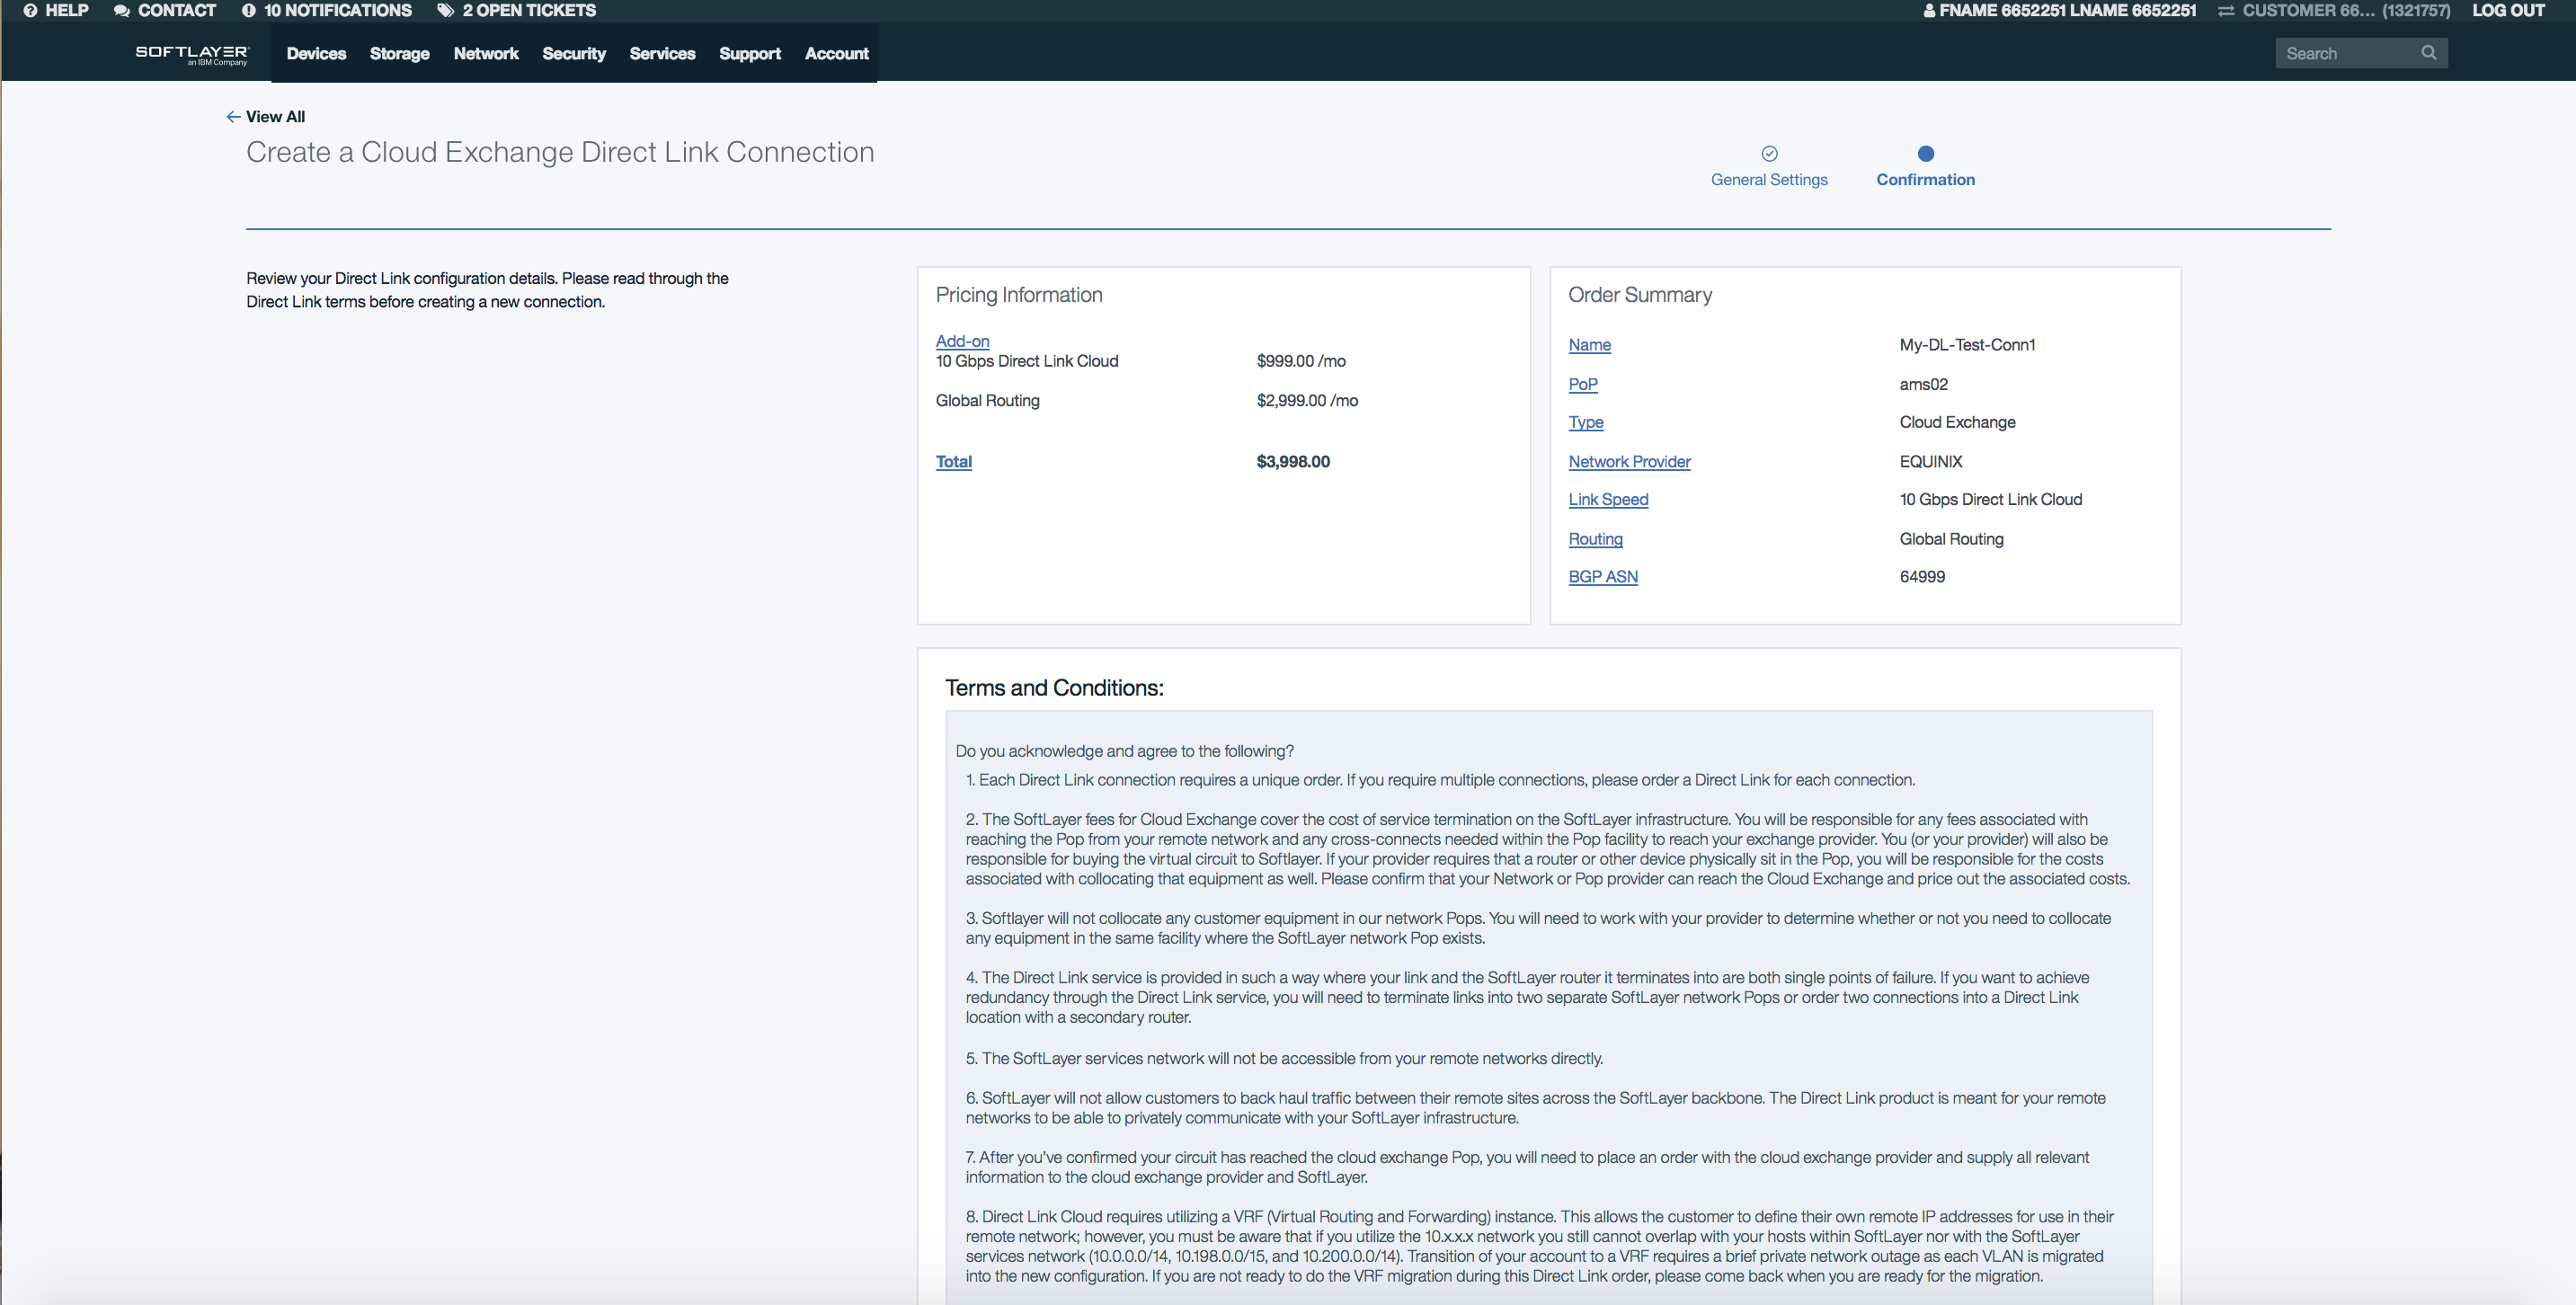 HELP CONTACT 10 NOTIFICATIONS 2 OPEN TICKETS FNAME 6652251 LNAME 6652251 CUSTOMER 66... (1321757) LOG OUT
SOFTLAYER
an IBM Company
Devices Storage Network Security Services Support Account Search
View All
Create a Cloud Exchange Direct Link Connection
General Settings Confirmation
Review your Direct Link configuration details. Please read through the
Direct Link terms before creating a new connection.
Pricing Information
Add-on
10 Gbps Direct Link Cloud $999.00 /mo
Global Routing $2,999.00 /mo
Total $3,998.00
Order Summary
Name My-DL-Test-Conn1
PoP ams02
Type Cloud Exchange
Network Provider EQUINIX
Link Speed 10 Gbps Direct Link Cloud
Routing Global Routing
BGP ASN 64999
Terms and Conditions:
Do you acknowledge and agree to the following?
1. Each Direct Link connection requires a unique order. If you require multiple connections, please order a Direct Link for each connection.
2. The SoftLayer fees for Cloud Exchange cover the cost of service termination on the SoftLayer infrastructure. You will be responsible for any fees associated with
reaching the Pop from your remote network and any cross-connects needed within the Pop facility to reach your exchange provider. You (or your provider) will also be
responsible for buying the virtual circuit to Softlayer. If your provider requires that a router or other device physically sit in the Pop, you will be responsible for the costs
associated with collocating that equipment as well. Please confirm that your Network or Pop provider can reach the Cloud Exchange and price out the associated costs.
3. Softlayer will not collocate any customer equipment in our network Pops. You will need to work with your provider to determine whether or not you need to collocate
any equipment in the same facility where the SoftLayer network Pop exists.
4. The Direct Link service is provided in such a way where your link and the SoftLayer router it terminates into are both single points of failure. If you want to achieve
redundancy through the Direct Link service, you will need to terminate links into two separate SoftLayer network Pops or order two connections into a Direct Link
location with a secondary router.
5. The SoftLayer services network will not be accessible from your remote networks directly.
6. SoftLayer will not allow customers to back haul traffic between their remote sites across the SoftLayer backbone. The Direct Link product is meant for your remote
networks to be able to privately communicate with your SoftLayer infrastructure.
7. After you've confirmed your circuit has reached the cloud exchange Pop, you will need to place an order with the cloud exchange provider and supply all relevant
information to the cloud exchange provider and SoftLayer.
8. Direct Link Cloud requires utilizing a VRF (Virtual Routing and Forwarding) instance. This allows the customer to define their own remote IP addresses for use in their
remote network; however, you must be aware that if you utilize the 10.x.x.x network you still cannot overlap with your hosts within SoftLayer nor with the SoftLayer
services network (10.0.0.0/14, 10.198.0.0/15, and 10.200.0.0/14). Transition of your account to a VRF requires a brief private network outage as each VLAN is migrated
into the new configuration. If you are not ready to do the VRF migration during this Direct Link order, please come back when you are ready for the migration.